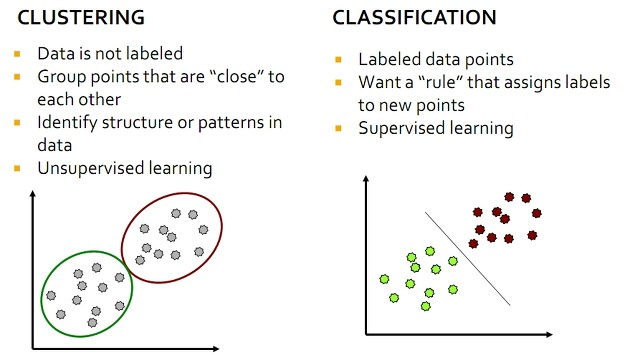 CLUSTERING
Data is not labeled
Group points that are "close" to
each other
Identify structure or patterns in
data
Unsupervised learning
CLASSIFICATION
Labeled data points
Want a "rule" that assigns labels
to new points
Supervised learning